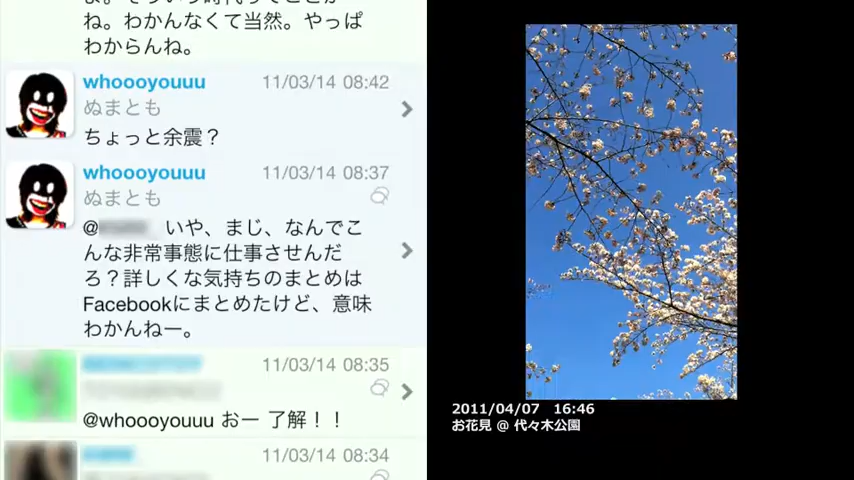 ね。わかんなくて当然。やっぱ
わからんね。
whoooyouuu 11/03/14 08:42
ぬまとも
ちょっと余震？
whoooyouuu 11/03/14 08:37
ぬまとも
@ いや、まじ、なんでこ
んな非常事態に仕事させんだ
ろ？詳しくな気持ちのまとめは
Facebookにまとめたけど、意味
わかんねー。
11/03/14 08:35
@whoooyouuu おー 了解！！
11/03/14 08:34
2011/04/07 16:46
お花見 @ 代々木公園